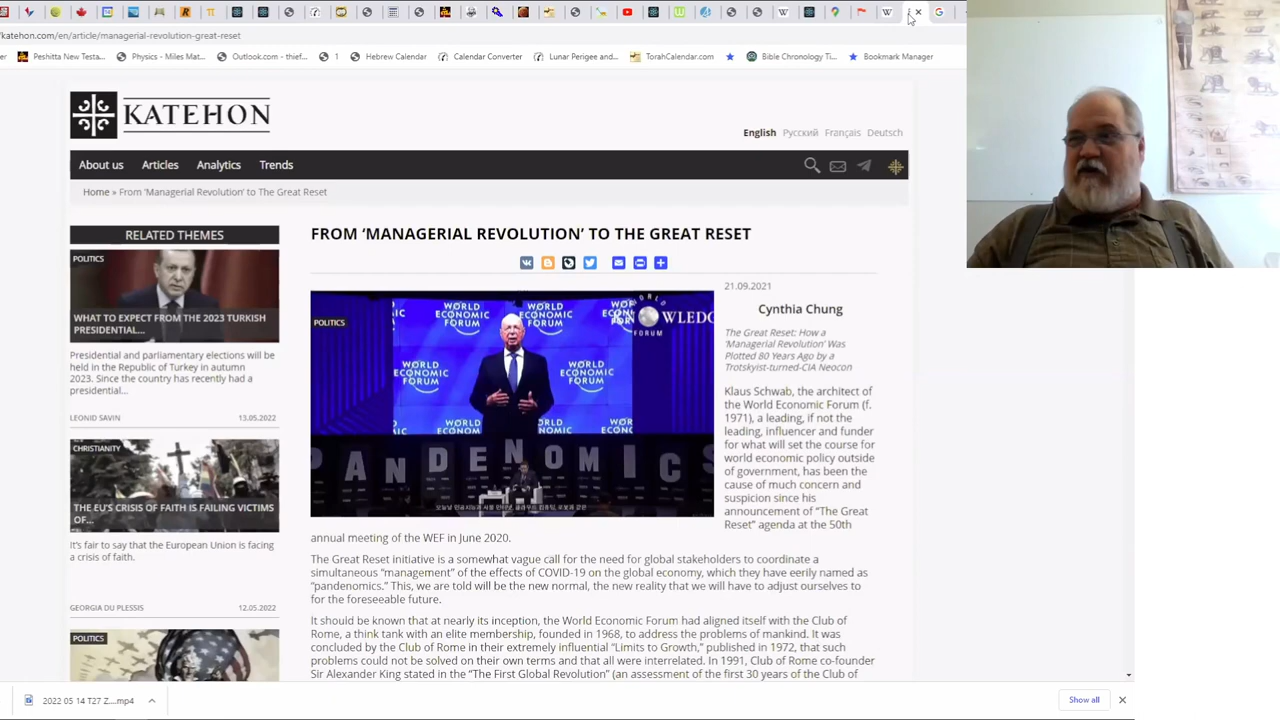 katehon.com/en/article/managerial-revolution-great-reset
Peshitta New Testa...
Physics - Miles Mat...
Outlook.com - thief...
1
Hebrew Calendar
Calendar Converter
Lunar Perigee and...
TorahCalendar.com
Bible Chronology Ti...
Bookmark Manager
KATEHON
English Русский Français Deutsch
About us Articles Analytics Trends
Home » From ‘Managerial Revolution’ to The Great Reset
RELATED THEMES
POLITICS
WHAT TO EXPECT FROM THE 2023 TURKISH
PRESIDENTIAL...
Presidential and parliamentary elections will be
held in the Republic of Turkey in autumn
2023. Since the country has recently had a
presidential...
LEONID SAVIN 13.05.2022
CHRISTIANITY
THE EU'S CRISIS OF FAITH IS FAILING VICTIMS
OF...
It’s fair to say that the European Union is facing
a crisis of faith.
GEORGIA DU PLESSIS 12.05.2022
POLITICS
FROM ‘MANAGERIAL REVOLUTION’ TO THE GREAT RESET
POLITICS
WORLD
ECONOMIC
FORUM
WORLD
ECONOMIC
FORUM
WORLD
ECONOMIC
FORUM
WORLD
ECONOMIC
FORUM
WORLD
FORUM
PANDENOMICS
21.09.2021
Cynthia Chung
The Great Reset: How a
‘Managerial Revolution’ Was
Plotted 80 Years Ago by a
Trotskyist-turned-CIA Neocon
Klaus Schwab, the architect of
the World Economic Forum (f.
1971), a leading, if not the
leading, influencer and funder
for what will set the course for
world economic policy outside
of government, has been the
cause of much concern and
suspicion since his
announcement of “The Great
Reset” agenda at the 50th
annual meeting of the WEF in June 2020.
The Great Reset initiative is a somewhat vague call for the need for global stakeholders to coordinate a
simultaneous “management” of the effects of COVID-19 on the global economy, which they have eerily named as
“pandenomics.” This, we are told will be the new normal, the new reality that we will have to adjust ourselves to
for the foreseeable future.
It should be known that at nearly its inception, the World Economic Forum had aligned itself with the Club of
Rome, a think tank with an elite membership, founded in 1968, to address the problems of mankind. It was
concluded by the Club of Rome in their extremely influential “Limits to Growth,” published in 1972, that such
problems could not be solved on their own terms and that all were interrelated. In 1991, Club of Rome co-founder
Sir Alexander King stated in the “The First Global Revolution” (an assessment of the first 30 years of the Club of
2022 05 14 T27 Z....mp4
Show all